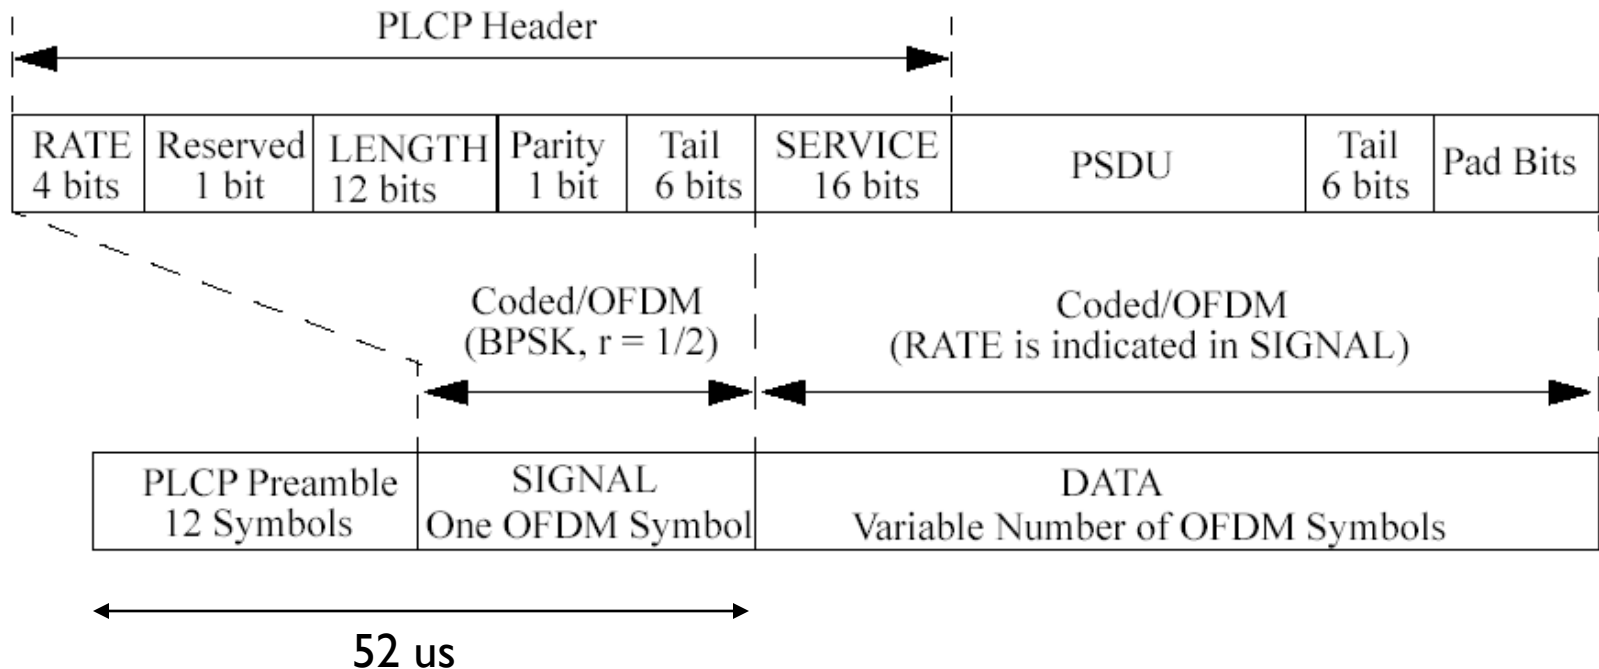 PLCP Header
RATE
4 bits
Reserved
1 bit
LENGTH
12 bits
Parity
1 bit
Tail
6 bits
SERVICE
16 bits
PSDU
Tail
6 bits
Pad Bits
Coded/OFDM
(BPSK, r = 1/2)
Coded/OFDM
(RATE is indicated in SIGNAL)
PLCP Preamble
12 Symbols
SIGNAL
One OFDM Symbol
DATA
Variable Number of OFDM Symbols
52 us